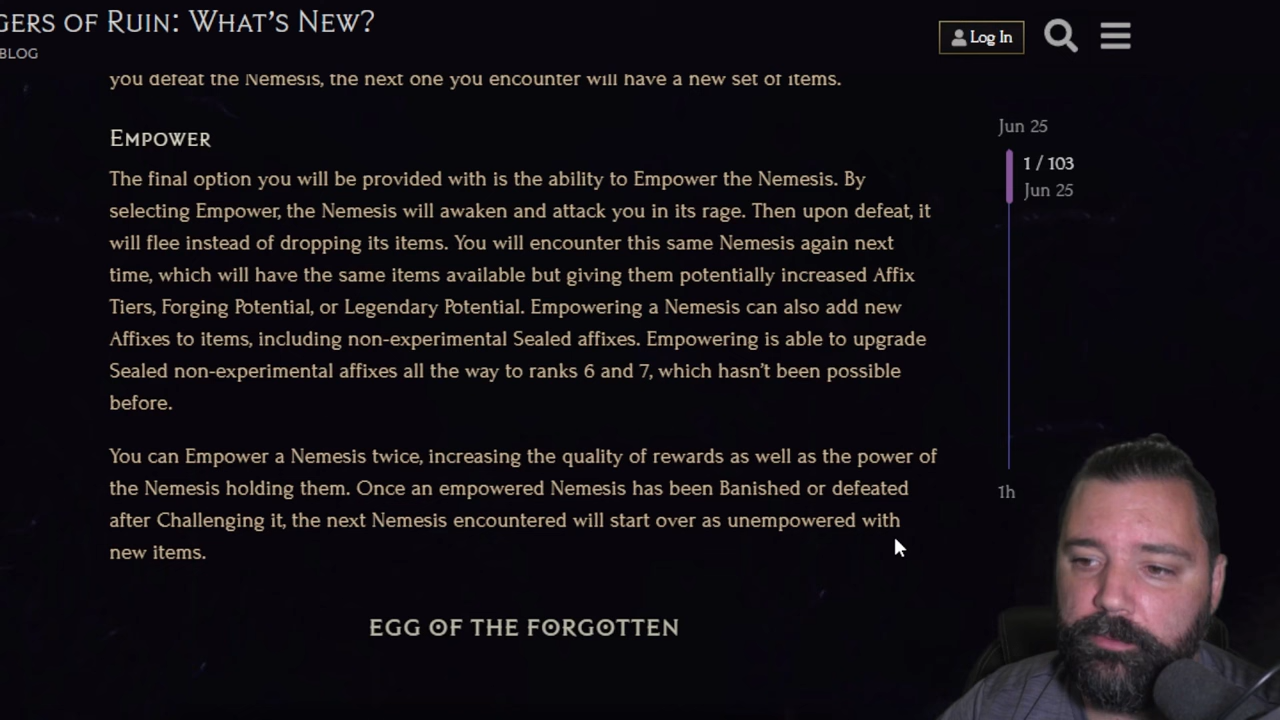 GERS OF RUIN: WHAT'S NEW?
BLOG
Log In
you defeat the Nemesis, the next one you encounter will have a new set of items.
EMPOWER
The final option you will be provided with is the ability to Empower the Nemesis. By
selecting Empower, the Nemesis will awaken and attack you in its rage. Then upon defeat, it
will flee instead of dropping its items. You will encounter this same Nemesis again next
time, which will have the same items available but giving them potentially increased Affix
Tiers, Forging Potential, or Legendary Potential. Empowering a Nemesis can also add new
Affixes to items, including non-experimental Sealed affixes. Empowering is able to upgrade
Sealed non-experimental affixes all the way to ranks 6 and 7, which hasn't been possible
before.
You can Empower a Nemesis twice, increasing the quality of rewards as well as the power of
the Nemesis holding them. Once an empowered Nemesis has been Banished or defeated
after Challenging it, the next Nemesis encountered will start over as unempowered with
new items.
EGG OF THE FORGOTTEN
Jun 25
1 / 103
Jun 25
1h